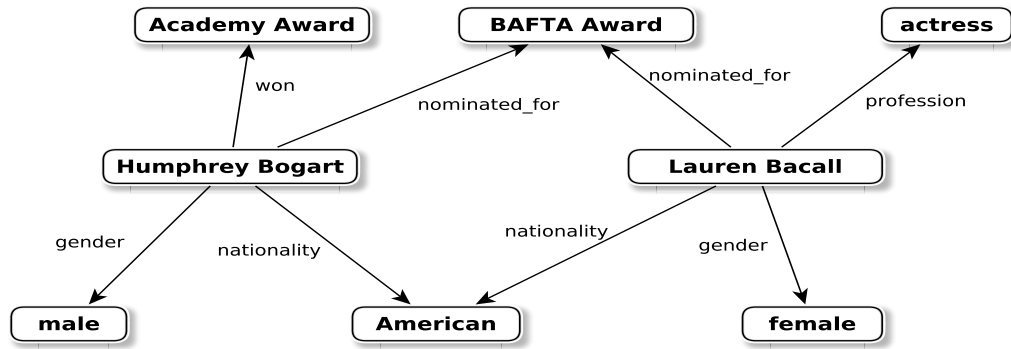 Academy Award
BAFTA Award
actress
won
nominated_for
nominated_for
profession
Humphrey Bogart
Lauren Bacall
gender
nationality
nationality
gender
male
American
female